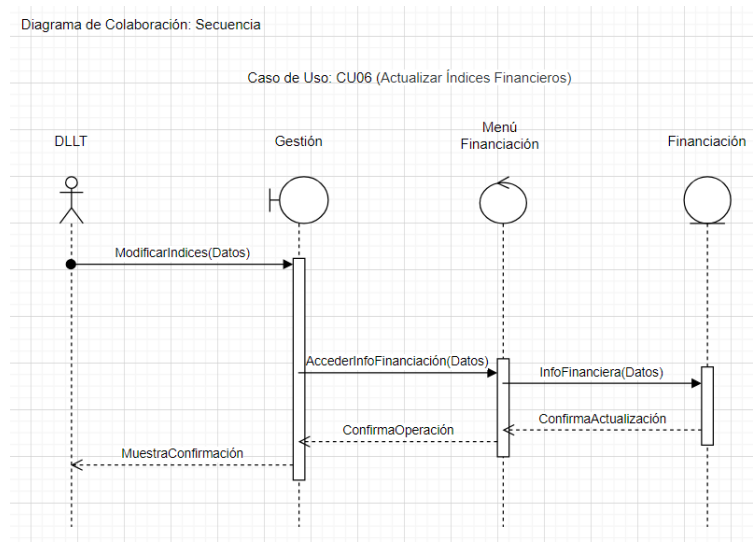 Diagrama de Colaboración: Secuencia
Caso de Uso: CU06 (Actualizar Índices Financieros)
DLLT
Gestión
Menú
Financiación
Financiación
ModificarIndices(Datos)
AccederInfoFinanciación(Datos)
InfoFinanciera(Datos)
ConfirmaActualización
ConfirmaOperación
MuestraConfirmación